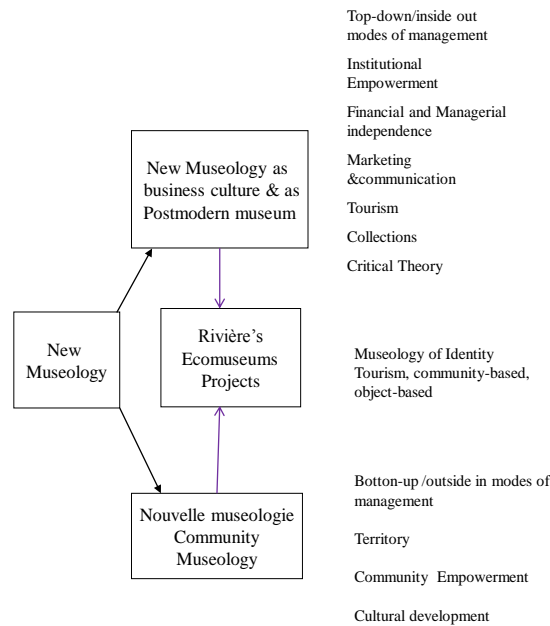 Top-down/inside out
modes of management
Institutional
Empowerment
Financial and Managerial
independence
Marketing
&communication
Tourism
Collections
Critical Theory
New Museology as
business culture & as
Postmodern museum
New
Museology
Rivière's
Ecomuseums
Projects
Museology of Identity
Tourism, community-based,
object-based
Nouvelle museologie
Community
Museology
Botton-up /outside in modes of
management
Territory
Community Empowerment
Cultural development